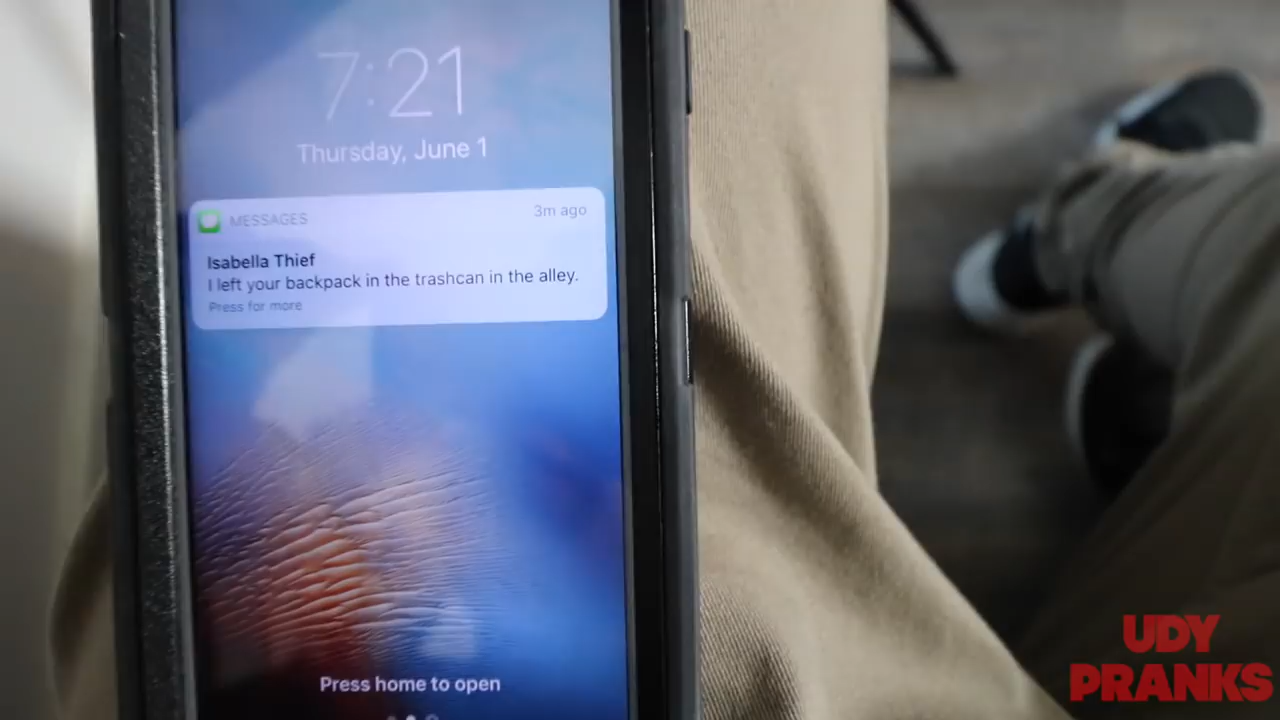 7:21
Thursday, June 1
MESSAGES
3m ago
Isabella Thief
I left your backpack in the trashcan in the alley.
Press for more
Press home to open
UDY
PRANKS